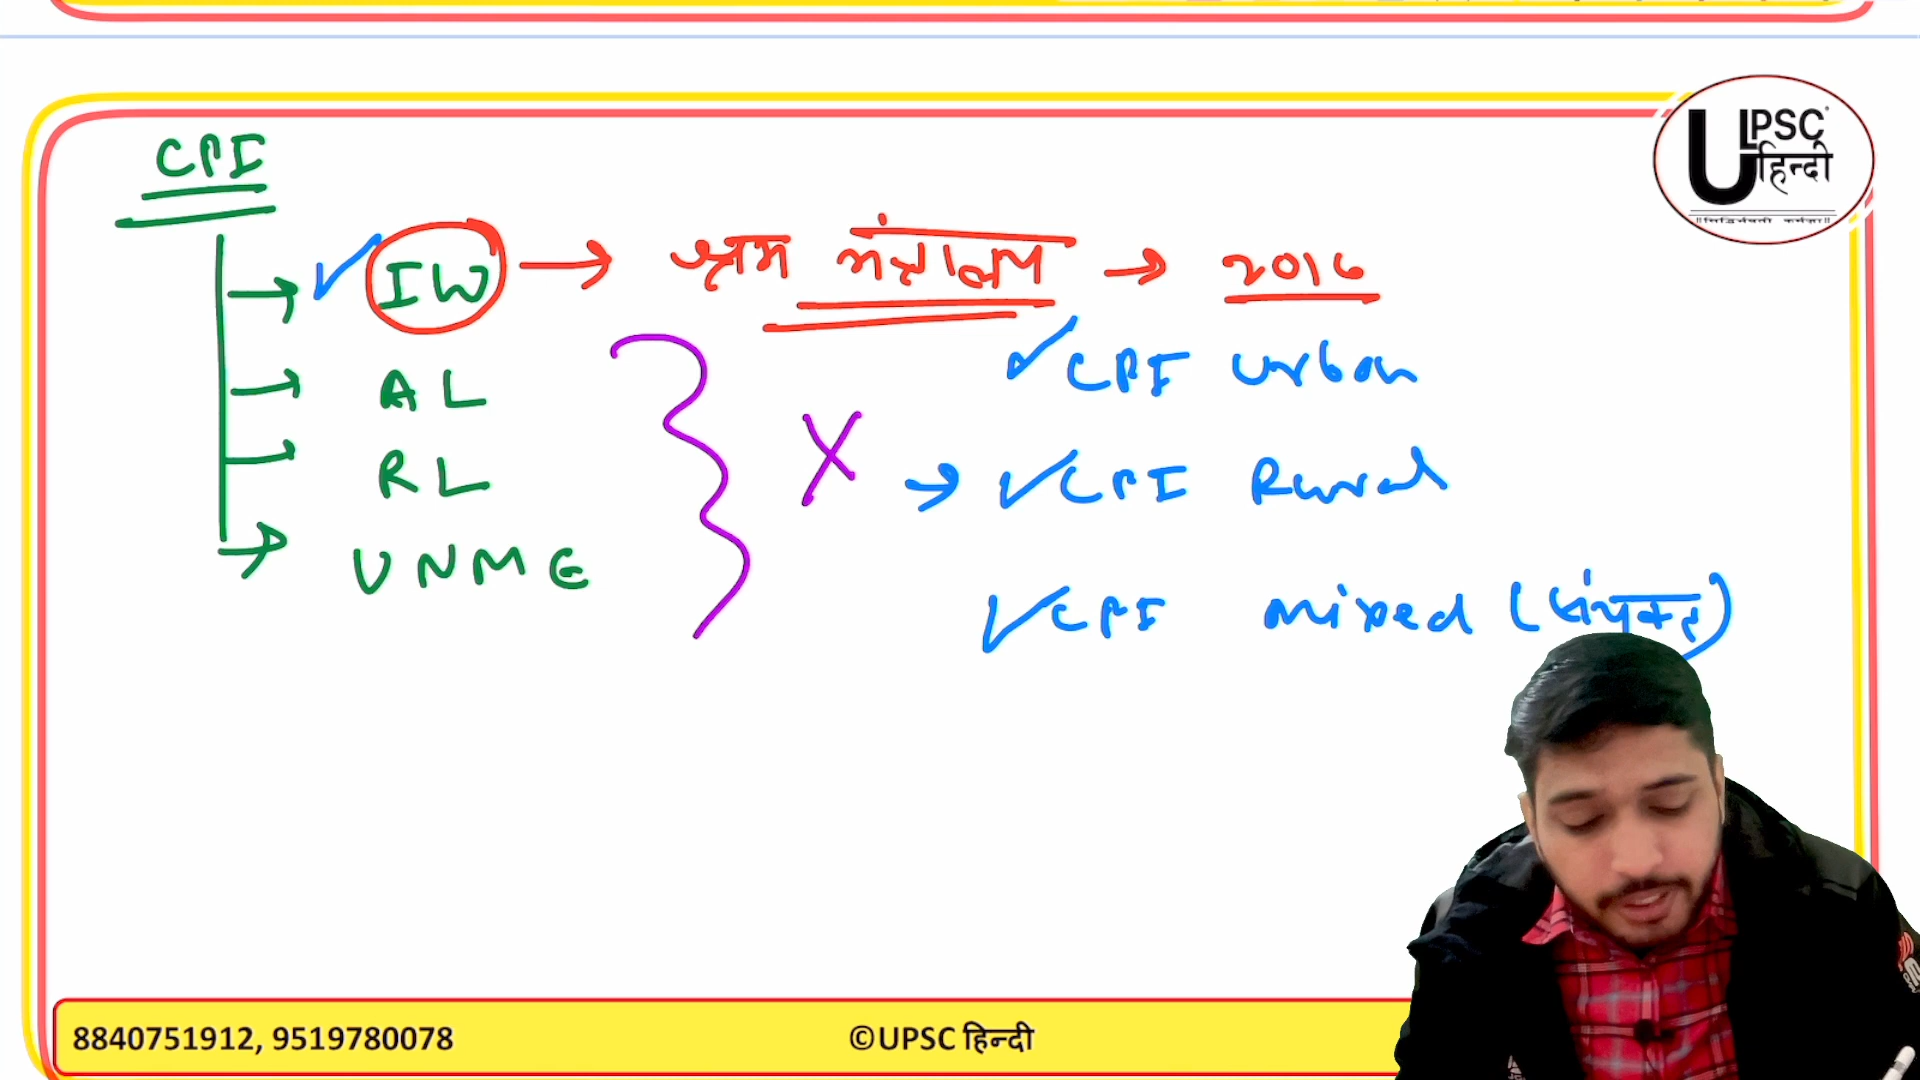 UPSC
हिन्दी
CPI
IW → श्रम मंत्रालय → 2016
AL
RL
UNME
CPI Urban
CPI Rural
CPI mixed (संयुक्त)
8840751912, 9519780078
©UPSC हिन्दी